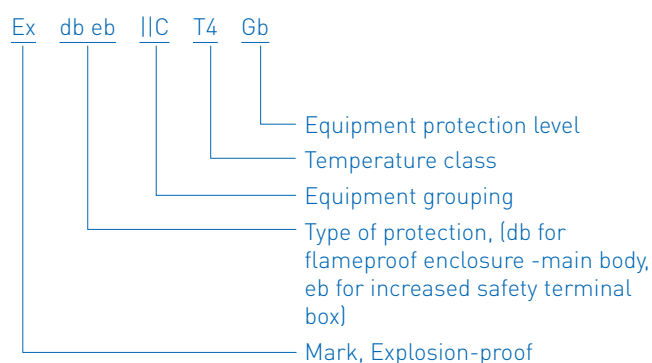 Ex db eb ||C T4 Gb
Equipment protection level
Temperature class
Equipment grouping
Type of protection, (db for
flameproof enclosure -main body,
eb for increased safety terminal
box)
Mark, Explosion-proof